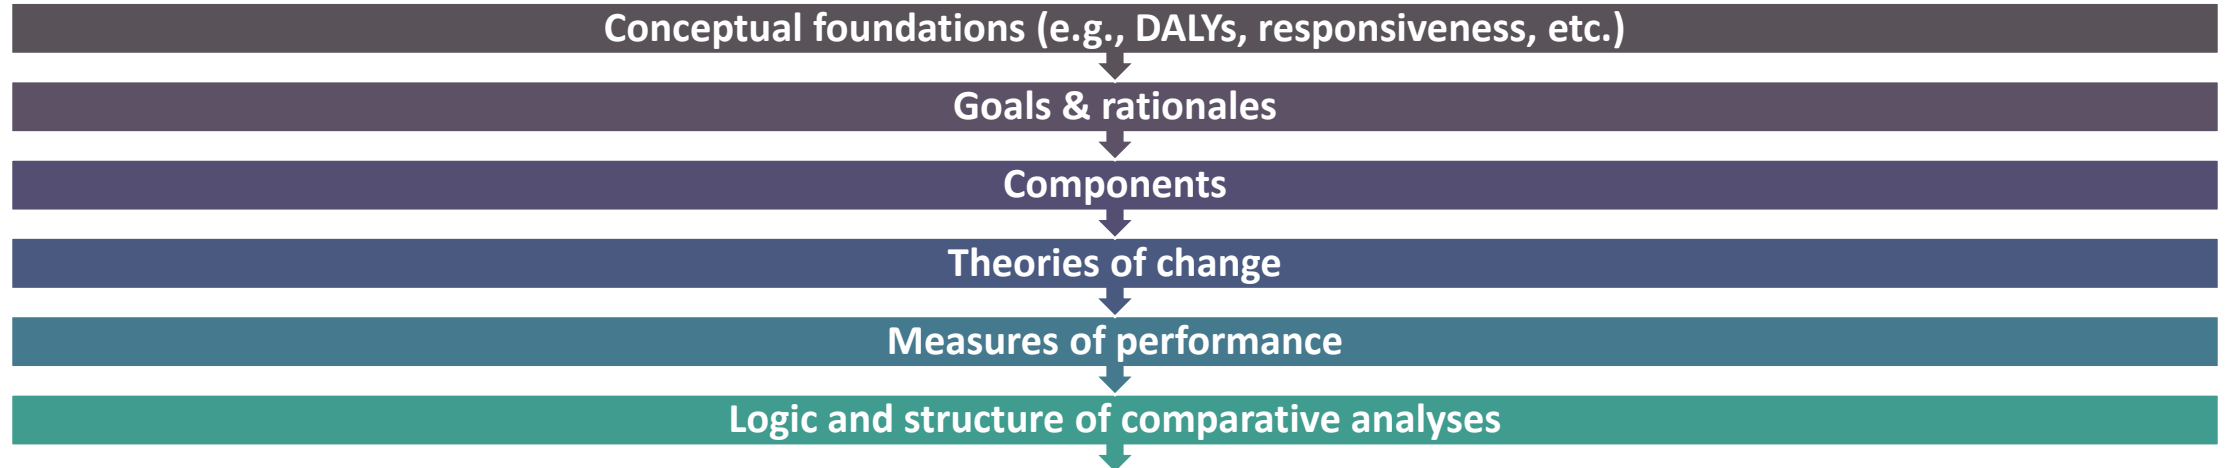 Conceptual foundations (e.g., DALYs, responsiveness, etc.)
Goals & rationales
Components
Theories of change
Measures of performance
Logic and structure of comparative analyses